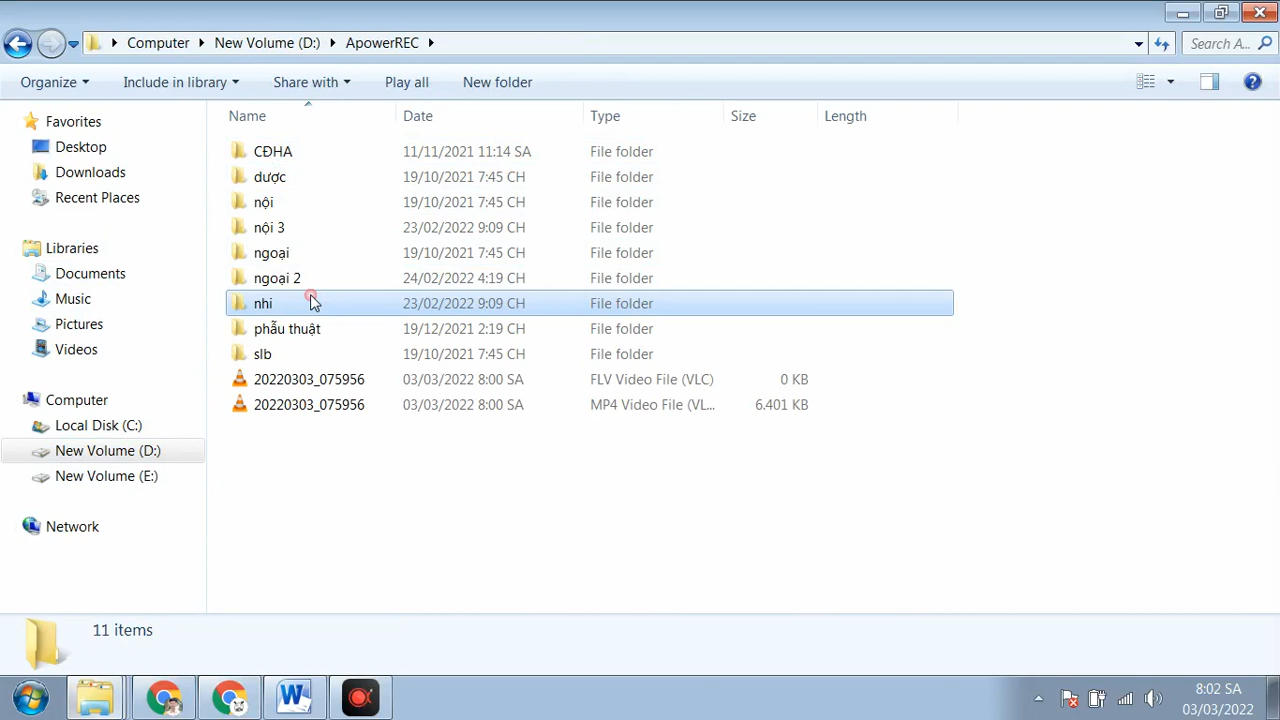 Computer New Volume (D:) ApowerREC Search A...
Organize Include in library Share with Play all New folder
Favorites
Desktop
Downloads
Recent Places
Libraries
Documents
Music
Pictures
Videos
Computer
Local Disk (C:)
New Volume (D:)
New Volume (E:)
Network
Name Date Type Size Length
CĐHA 11/11/2021 11:14 SA File folder
dược 19/10/2021 7:45 CH File folder
nội 19/10/2021 7:45 CH File folder
nội 3 23/02/2022 9:09 CH File folder
ngoại 19/10/2021 7:45 CH File folder
ngoại 2 24/02/2022 4:19 CH File folder
nhi 23/02/2022 9:09 CH File folder
phẫu thuật 19/12/2021 2:19 CH File folder
slb 19/10/2021 7:45 CH File folder
20220303_075956 03/03/2022 8:00 SA FLV Video File (VLC) 0 KB
20220303_075956 03/03/2022 8:00 SA MP4 Video File (VL... 6.401 KB
11 items
8:02 SA
03/03/2022